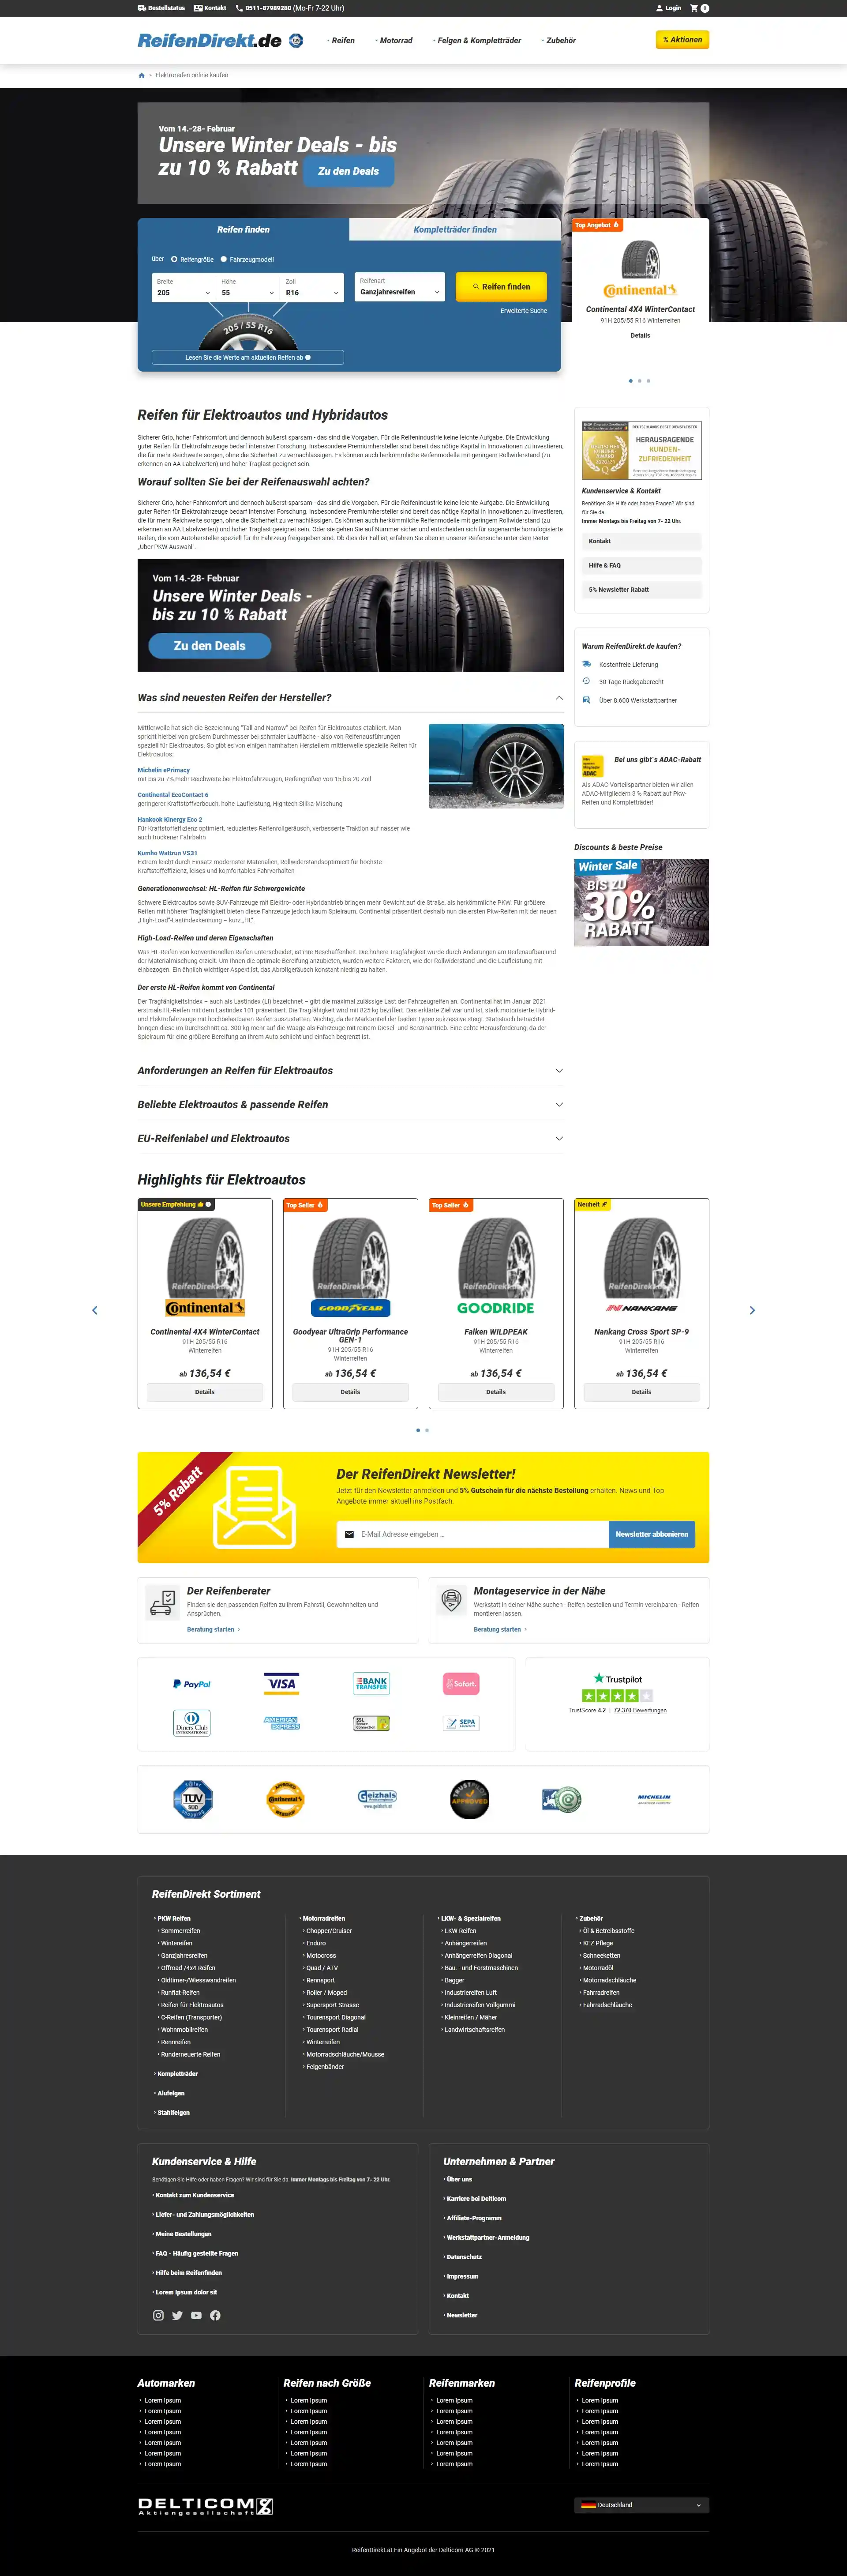 Bestellstatus Kontakt 0511-87989280 (Mo-Fr 7-22 Uhr) Login 0
ReifenDirekt.de Reifen Motorrad Felgen & Kompletträder Zubehör % Aktionen
Elektroreifen online kaufen
Vom 14.-28- Februar
Unsere Winter Deals - bis
zu 10 % Rabatt Zu den Deals
Reifen finden Kompletträder finden
über Reifengröße Fahrzeugmodell
Breite Höhe Zoll Reifenart
205 55 R16 Ganzjahresreifen
Reifen finden
Erweiterte Suche
205 / 55 R16
Lesen Sie die Werte am aktuellen Reifen ab
Top Angebot
ReifenDirekt.de
Continental
Continental 4X4 WinterContact
91H 205/55 R16 Winterreifen
Details
Reifen für Elektroautos und Hybridautos
Sicherer Grip, hoher Fahrkomfort und dennoch äußerst sparsam - das sind die Vorgaben. Für die Reifenindustrie keine leichte Aufgabe. Die Entwicklung
guter Reifen für Elektrofahrzeuge bedarf intensiver Forschung. Insbesondere Premiumhersteller sind bereit das nötige Kapital in Innovationen zu investieren,
die für mehr Reichweite sorgen, ohne die Sicherheit zu vernachlässigen. Es können auch herkömmliche Reifenmodelle mit geringem Rollwiderstand (zu
erkennen an AA Labelwerten) und hoher Traglast geeignet sein.
Worauf sollten Sie bei der Reifenauswahl achten?
Sicherer Grip, hoher Fahrkomfort und dennoch äußerst sparsam - das sind die Vorgaben. Für die Reifenindustrie keine leichte Aufgabe. Die Entwicklung
guter Reifen für Elektrofahrzeuge bedarf intensiver Forschung. Insbesondere Premiumhersteller sind bereit das nötige Kapital in Innovationen zu investieren,
die für mehr Reichweite sorgen, ohne die Sicherheit zu vernachlässigen. Es können auch herkömmliche Reifenmodelle mit geringem Rollwiderstand (zu
erkennen an AA Labelwerten) und hoher Traglast geeignet sein. Oder sie gehen Sie auf Nummer sicher und entscheiden sich für sogenannte homologisierte
Reifen, die vom Autohersteller speziell für Ihr Fahrzeug freigegeben sind. Ob dies der Fall ist, erfahren Sie oben in unserer Reifensuche unter dem Reiter
„Über PKW-Auswahl“.
Vom 14.-28- Februar
Unsere Winter Deals -
bis zu 10 % Rabatt
Zu den Deals
Was sind neuesten Reifen der Hersteller?
Mittlerweile hat sich die Bezeichnung "Tall and Narrow" bei Reifen für Elektroautos etabliert. Man
spricht hierbei von großem Durchmesser bei schmaler Lauffläche - also von Reifenausführungen
speziell für Elektroautos. So gibt es von einigen namhaften Herstellern mittlerweile spezielle Reifen für
Elektroautos:
Michelin ePrimacy
mit bis zu 7% mehr Reichweite bei Elektrofahrzeugen, Reifengrößen von 15 bis 20 Zoll
Continental EcoContact 6
geringerer Kraftstoffverbeuch, hohe Laufleistung, Hightech Silika-Mischung
Hankook Kinergy Eco 2
Für Kraftstoffeffizienz optimiert, reduziertes Reifenrollgeräuch, verbesserte Traktion auf nasser wie
auch trockener Fahrbahn
Kumho Wattrun VS31
Extrem leicht durch Einsatz modernster Materialien, Rollwiderstandsoptimiert für höchste
Kraftstoffeffizienz, leises und komfortables Fahrverhalten
Generationenwechsel: HL-Reifen für Schwergewichte
Schwere Elektroautos sowie SUV-Fahrzeuge mit Elektro- oder Hybridantrieb bringen mehr Gewicht auf die Straße, als herkömmliche PKW. Für größere
Reifen mit höherer Tragfähigkeit bieten diese Fahrzeuge jedoch kaum Spielraum. Continental präsentiert deshalb nun die ersten Pkw-Reifen mit der neuen
„High-Load“-Lastindexkennung – kurz „HL“.
High-Load-Reifen und deren Eigenschaften
Was HL-Reifen von konventionellen Reifen unterscheidet, ist ihre Beschaffenheit. Die höhere Tragfähigkeit wurde durch Änderungen am Reifenaufbau und
der Materialmischung erzielt. Um Ihnen die optimale Bereifung anzubieten, wurden weitere Faktoren, wie der Rollwiderstand und die Laufleistung mit
einbezogen. Ein ähnlich wichtiger Aspekt ist, das Abrollgeräusch konstant niedrig zu halten.
Der erste HL-Reifen kommt von Continental
Der Tragfähigkeitsindex – auch als Lastindex (LI) bezeichnet – gibt die maximal zulässige Last der Fahrzeugreifen an. Continental hat im Januar 2021
erstmals HL-Reifen mit dem Lastindex 101 präsentiert. Die Tragfähigkeit wird mit 825 kg beziffert. Das erklärte Ziel war und ist, stark motorisierte Hybrid-
und Elektrofahrzeuge mit hochbelastbaren Reifen auszustatten. Wichtig, da der Marktanteil der beiden Typen sukzessive steigt. Statistisch betrachtet
bringen diese im Durchschnitt ca. 300 kg mehr auf die Waage als Fahrzeuge mit reinem Diesel- und Benzinantrieb. Eine echte Herausforderung, da der
Spielraum für eine größere Bereifung an Ihrem Auto schlicht und einfach begrenzt ist.
Anforderungen an Reifen für Elektroautos
Beliebte Elektroautos & passende Reifen
EU-Reifenlabel und Elektroautos
HERAUSRAGENDE
KUNDEN-
ZUFRIEDENHEIT
Kundenservice & Kontakt
Benötigen Sie Hilfe oder haben Fragen? Wir sind
für Sie da.
Immer Montags bis Freitag von 7- 22 Uhr.
Kontakt
Hilfe & FAQ
5% Newsletter Rabatt
Warum ReifenDirekt.de kaufen?
Kostenfreie Lieferung
30 Tage Rückgaberecht
Über 8.600 Werkstattpartner
ADAC
Bei uns gibt´s ADAC-Rabatt
Als ADAC-Vorteilspartner bieten wir allen
ADAC-Mitgliedern 3 % Rabatt auf Pkw-
Reifen und Kompletträder!
Discounts & beste Preise
Winter Sale
BIS ZU
30%
RABATT
Highlights für Elektroautos
Unsere Empfehlung
ReifenDirekt.de
Continental
Continental 4X4 WinterContact
91H 205/55 R16
Winterreifen
ab 136,54 €
Details
Top Seller
ReifenDirekt.de
GOODYEAR
Goodyear UltraGrip Performance
GEN-1
91H 205/55 R16
Winterreifen
ab 136,54 €
Details
Top Seller
ReifenDirekt.de
GOODRIDE
Falken WILDPEAK
91H 205/55 R16
Winterreifen
ab 136,54 €
Details
Neuheit
ReifenDirekt.de
NANKANG
Nankang Cross Sport SP-9
91H 205/55 R16
Winterreifen
ab 136,54 €
Details
5% Rabatt
Der ReifenDirekt Newsletter!
Jetzt für den Newsletter anmelden und 5% Gutschein für die nächste Bestellung erhalten. News und Top
Angebote immer aktuell ins Postfach.
E-Mail Adresse eingeben ... Newsletter abbonieren
Der Reifenberater
Finden sie den passenden Reifen zu Ihrem Fahrstil, Gewohnheiten und
Ansprüchen.
Beratung starten
Montageservice in der Nähe
Werkstatt in deiner Nähe suchen - Reifen bestellen und Termin vereinbaren - Reifen
montieren lassen.
Beratung starten
PayPal VISA BANK TRANSFER Sofort.
Diners Club INTERNATIONAL AMERICAN EXPRESS SSL Secure Connection SEPA
Trustpilot
TrustScore 4.2 | 72.370 Bewertungen
TÜV SÜD Continental Geizhals www.geizhals.at TRUSTPILOT APPROVED MICHELIN
ReifenDirekt Sortiment
PKW Reifen
Sommerreifen
Wintereifen
Ganzjahresreifen
Offroad-/4x4-Reifen
Oldtimer-/Wiesswandreifen
Runflat-Reifen
Reifen für Elektroautos
C-Reifen (Transporter)
Wohnmobilreifen
Rennreifen
Runderneuerte Reifen
Kompletträder
Alufelgen
Stahlfelgen
Motorradreifen
Chopper/Cruiser
Enduro
Motocross
Quad / ATV
Rennsport
Roller / Moped
Supersport Strasse
Tourensport Diagonal
Tourensport Radial
Winterreifen
Motorradschläuche/Mousse
Felgenbänder
LKW- & Spezialreifen
LKW-Reifen
Anhängerreifen
Anhängerreifen Diagonal
Bau. - und Forstmaschinen
Bagger
Industriereifen Luft
Industriereifen Vollgummi
Kleinreifen / Mäher
Landwirtschaftsreifen
Zubehör
Öl & Betriebsstoffe
KFZ Pflege
Schneeketten
Motorradöl
Motorradschläuche
Fahrradreifen
Fahrradschläuche
Kundenservice & Hilfe
Benötigen Sie Hilfe oder haben Fragen? Wir sind für Sie da. Immer Montags bis Freitag von 7- 22 Uhr.
Kontakt zum Kundenservice
Liefer- und Zahlungsmöglichkeiten
Meine Bestellungen
FAQ - Häufig gestellte Fragen
Hilfe beim Reifenfinden
Lorem Ipsum dolor sit
Unternehmen & Partner
Über uns
Karriere bei Delticom
Affiliate-Programm
Werkstattpartner-Anmeldung
Datenschutz
Impressum
Kontakt
Newsletter
Automarken
Lorem Ipsum
Lorem Ipsum
Lorem Ipsum
Lorem Ipsum
Lorem Ipsum
Lorem Ipsum
Lorem Ipsum
Reifen nach Größe
Lorem Ipsum
Lorem Ipsum
Lorem Ipsum
Lorem Ipsum
Lorem Ipsum
Lorem Ipsum
Lorem Ipsum
Reifenmarken
Lorem Ipsum
Lorem Ipsum
Lorem Ipsum
Lorem Ipsum
Lorem Ipsum
Lorem Ipsum
Lorem Ipsum
Reifenprofile
Lorem Ipsum
Lorem Ipsum
Lorem Ipsum
Lorem Ipsum
Lorem Ipsum
Lorem Ipsum
Lorem Ipsum
DELTICOM
Aktiengesellschaft
Deutschland
ReifenDirekt.at Ein Angebot der Delticom AG © 2021